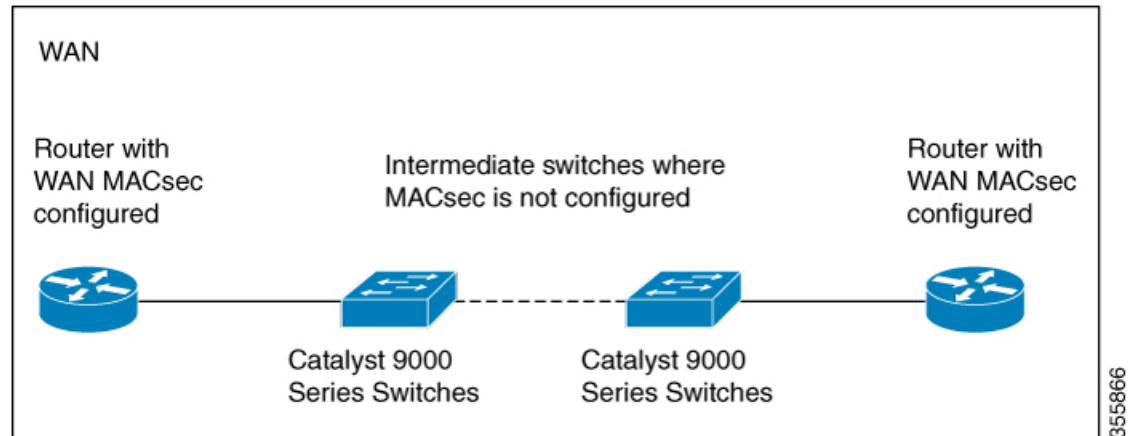 WAN
Router with
WAN MACsec
configured
Intermediate switches where
MACsec is not configured
Router with
WAN MACsec
configured
Catalyst 9000
Series Switches
Catalyst 9000
Series Switches
355866